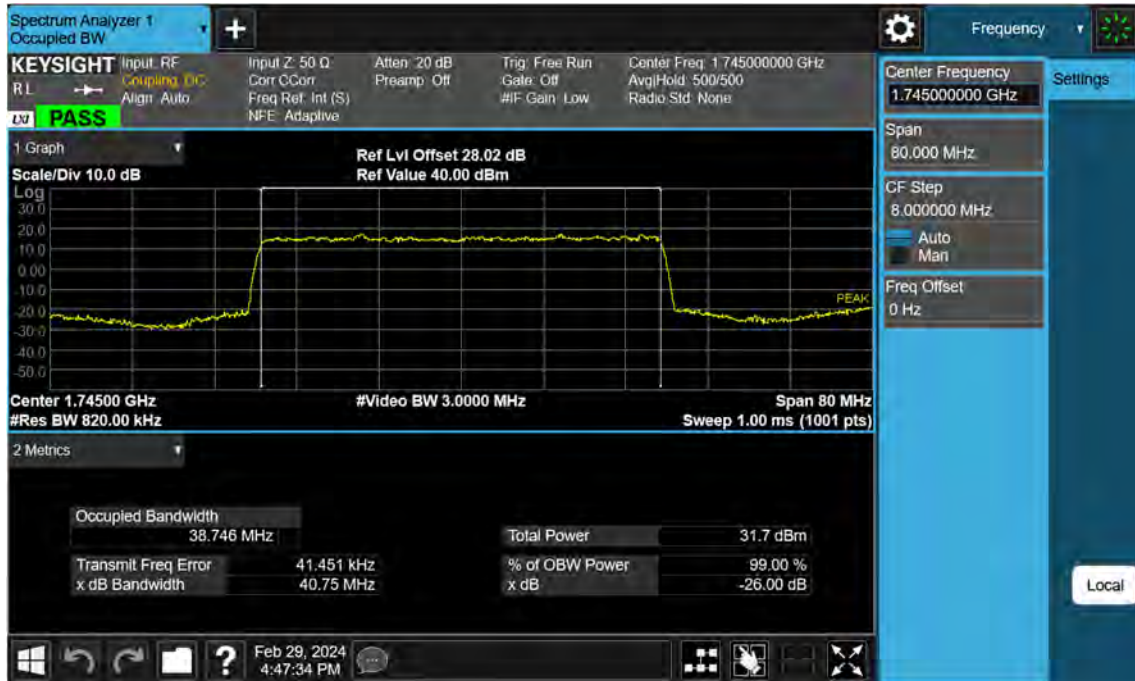 Spectrum Analyzer 1
Occupied BW
+
Frequency
KEYSIGHT Input: RF Input Z: 50 Ω Atten: 20 dB Trig: Free Run Center Freq: 1.745000000 GHz
RL Coupling: DC Corr CCorr Preamp: Off Gate: Off Avg|Hold: 500/500
Align: Auto Freq Ref: Int (S) #IF Gain: Low Radio Std: None
LXI PASS NFE: Adaptive
Center Frequency Settings
1.745000000 GHz
Span
80.000 MHz
CF Step
8.000000 MHz
Auto
Man
Freq Offset
0 Hz
1 Graph Ref Lvl Offset 28.02 dB
Scale/Div 10.0 dB Ref Value 40.00 dBm
Log
30.0
20.0
10.0
0.00
-10.0
PEAK
-20.0
-30.0
-40.0
-50.0
Center 1.74500 GHz #Video BW 3.0000 MHz Span 80 MHz
#Res BW 820.00 kHz Sweep 1.00 ms (1001 pts)
2 Metrics
Occupied Bandwidth
38.746 MHz Total Power 31.7 dBm
Transmit Freq Error 41.451 kHz % of OBW Power 99.00 %
x dB Bandwidth 40.75 MHz x dB -26.00 dB
Local
? Feb 29, 2024
4:47:34 PM